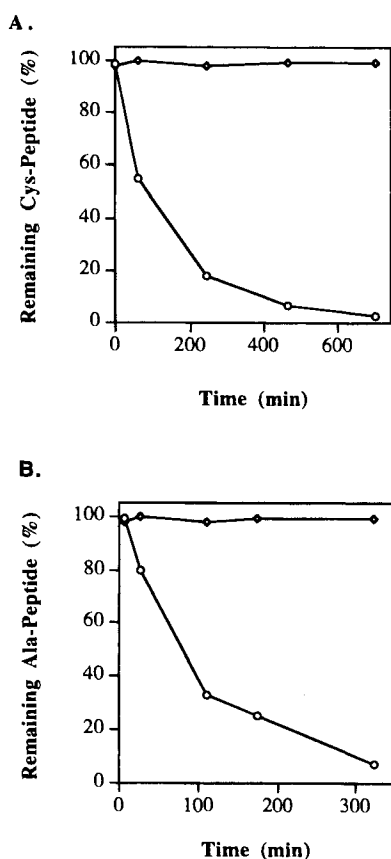 A.
Remaining Cys-Peptide (%)
100
80
60
40
20
0
0 200 400 600
Time (min)
B.
Remaining Ala-Peptide (%)
100
80
60
40
20
0
0 100 200 300
Time (min)